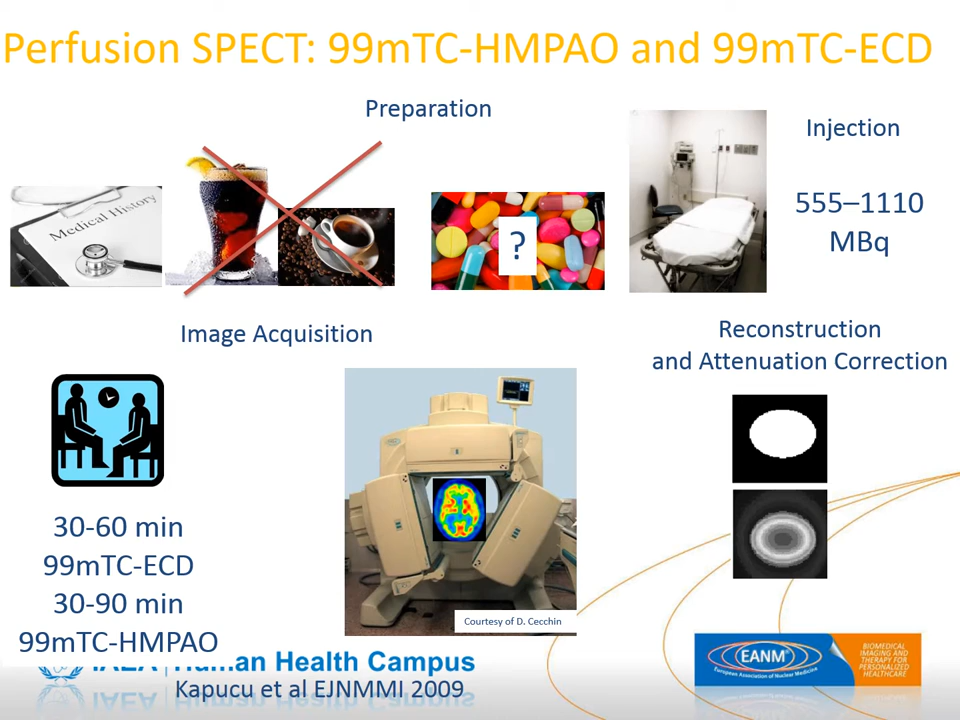 Perfusion SPECT: 99mTC-HMPAO and 99mTC-ECD
Preparation
Injection
Medical History
?
555–1110
MBq
Image Acquisition
Reconstruction
and Attenuation Correction
30-60 min
99mTC-ECD
30-90 min
99mTC-HMPAO
Courtesy of D. Cecchin
IAEA Human Health Campus
Kapucu et al EJNMMI 2009
EANM
European Association of Nuclear Medicine
BIOMEDICAL
IMAGING AND
THERAPY FOR
PERSONALIZED
HEALTHCARE